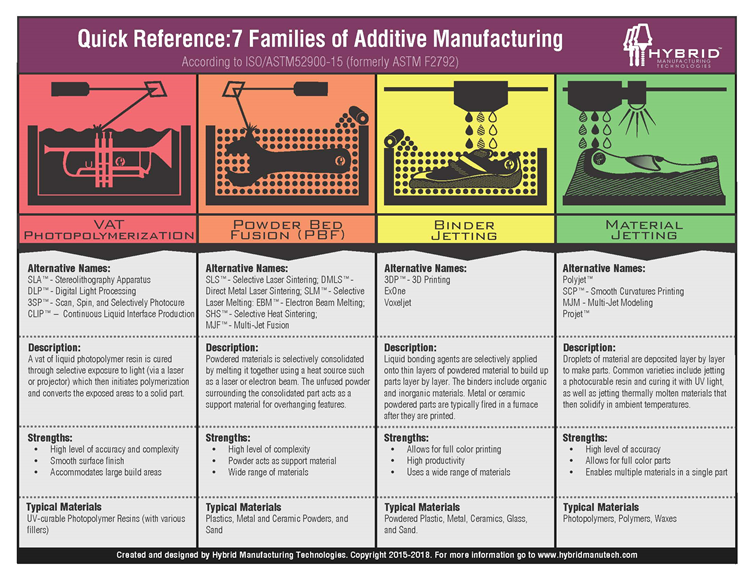 Quick Reference:7 Families of Additive Manufacturing
According to ISO/ASTM52900-15 (formerly ASTM F2792)
HYBRID™
MANUFACTURING
TECHNOLOGIES
VAT
PHOTOPOLYMERIZATION
Alternative Names:
SLA™ - Stereolithography Apparatus
DLP™ - Digital Light Processing
3SP™ - Scan, Spin, and Selectively Photocure
CLIP™ – Continuous Liquid Interface Production
Description:
A vat of liquid photopolymer resin is cured
through selective exposure to light (via a laser
or projector) which then initiates polymerization
and converts the exposed areas to a solid part.
Strengths:
• High level of accuracy and complexity
• Smooth surface finish
• Accommodates large build areas
Typical Materials
UV-curable Photopolymer Resins (with various
fillers)
POWDER BED
FUSION (PBF)
Alternative Names:
SLS™ - Selective Laser Sintering; DMLS™ -
Direct Metal Laser Sintering; SLM™ - Selective
Laser Melting: EBM™ - Electron Beam Melting;
SHS™ - Selective Heat Sintering;
MJF™ - Multi-Jet Fusion
Description:
Powdered materials is selectively consolidated
by melting it together using a heat source such
as a laser or electron beam. The unfused powder
surrounding the consolidated part acts as a
support material for overhanging features.
Strengths:
• High level of complexity
• Powder acts as support material
• Wide range of materials
Typical Materials
Plastics, Metal and Ceramic Powders, and
Sand
BINDER
JETTING
Alternative Names:
3DP™ - 3D Printing
ExOne
Voxeljet
Description:
Liquid bonding agents are selectively applied
onto thin layers of powdered material to build up
parts layer by layer. The binders include organic
and inorganic materials. Metal or ceramic
powdered parts are typically fired in a furnace
after they are printed.
Strengths:
• Allows for full color printing
• High productivity
• Uses a wide range of materials
Typical Materials
Powdered Plastic, Metal, Ceramics, Glass,
and Sand.
MATERIAL
JETTING
Alternative Names:
Polyjet™
SCP™ - Smooth Curvatures Printing
MJM - Multi-Jet Modeling
Projet™
Description:
Droplets of material are deposited layer by layer
to make parts. Common varieties include jetting
a photocurable resin and curing it with UV light,
as well as jetting thermally molten materials that
then solidify in ambient temperatures.
Strengths:
• High level of accuracy
• Allows for full color parts
• Enables multiple materials in a single part
Typical Materials
Photopolymers, Polymers, Waxes
Created and designed by Hybrid Manufacturing Technologies. Copyright 2015-2018. For more information go to www.hybridmanutech.com